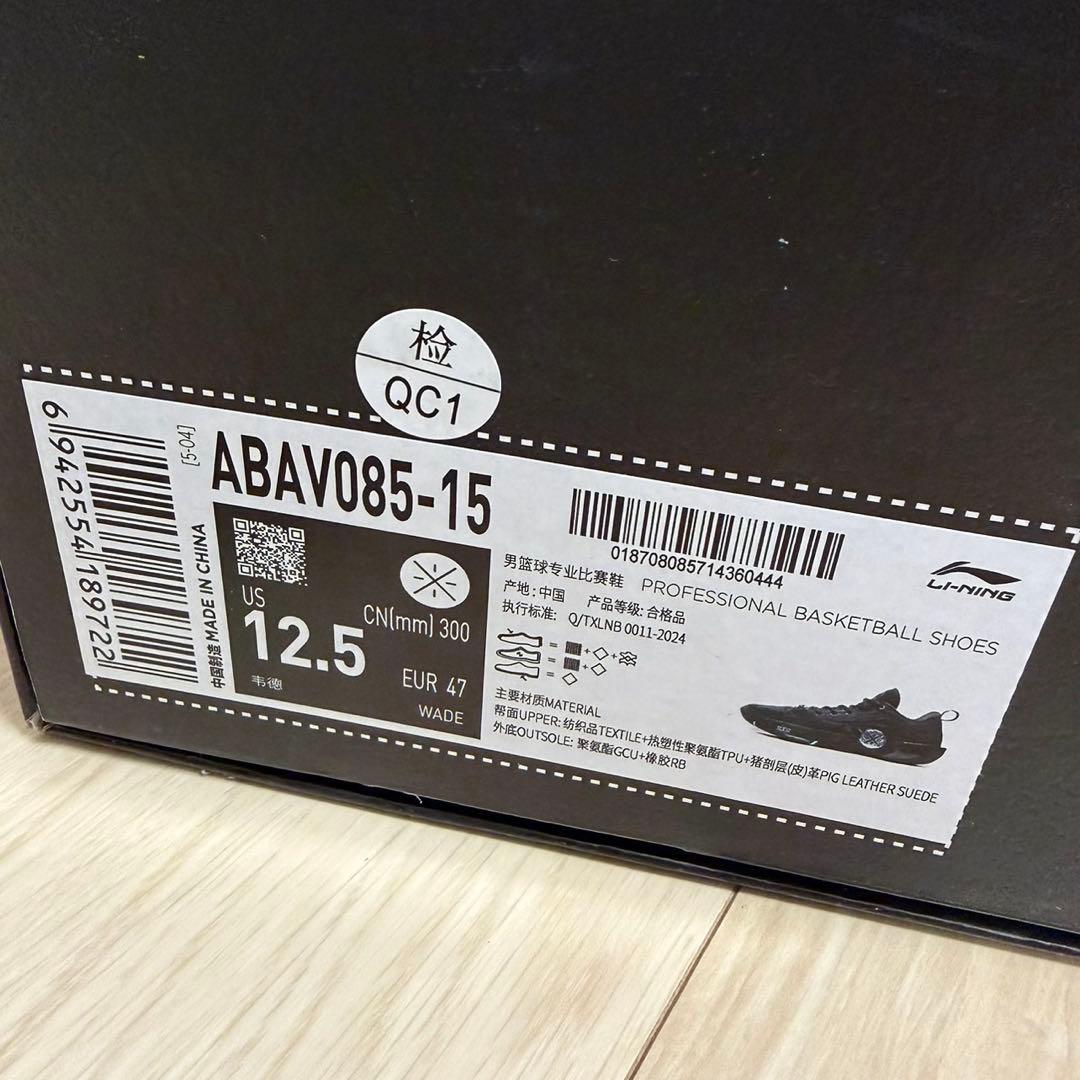 检
QC1
6 942554 189722
[5-04]
中国制造 MADE IN CHINA
ABAV085-15
US
12.5
CN(mm) 300
EUR 47
韦德
WADE
018708085714360444
男篮球专业比赛鞋 PROFESSIONAL BASKETBALL SHOES
产地: 中国 产品等级: 合格品
执行标准: Q/TXLNB 0011-2024
LI-NING
主要材质MATERIAL
帮面UPPER: 纺织品TEXTILE+热塑性聚氨酯TPU+猪剖层(皮)革PIG LEATHER SUEDE
外底OUTSOLE: 聚氨酯GCU+橡胶RB